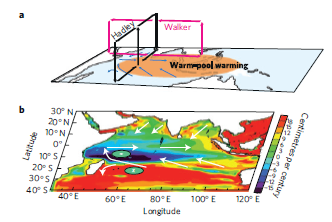 a
Walker
Hadley
Warm-pool warming
b
30° N
20° N
10° N
0°
10° S
20° S
30° S
40° S
Latitude
40° E
60° E
80° E
100° E
120° E
Longitude
Centimetre per century